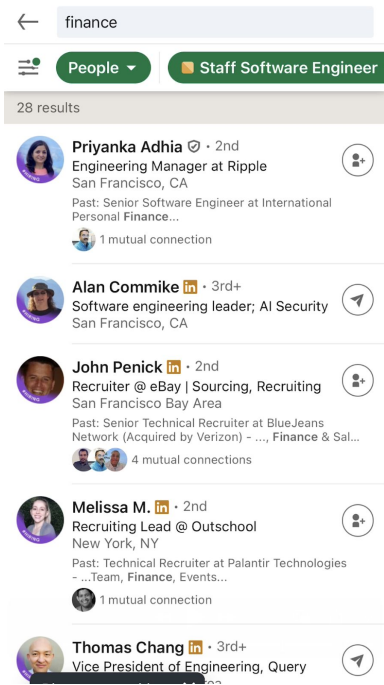 finance
People
Staff Software Engineer
28 results
Priyanka Adhia • 2nd
Engineering Manager at Ripple
San Francisco, CA
Past: Senior Software Engineer at International
Personal Finance...
1 mutual connection
Alan Commike in • 3rd+
Software engineering leader; AI Security
San Francisco, CA
John Penick in • 2nd
Recruiter @ eBay | Sourcing, Recruiting
San Francisco Bay Area
Past: Senior Technical Recruiter at BlueJeans
Network (Acquired by Verizon) - ..., Finance & Sal...
4 mutual connections
Melissa M. in • 2nd
Recruiting Lead @ Outschool
New York, NY
Past: Technical Recruiter at Palantir Technologies
- ...Team, Finance, Events...
1 mutual connection
Thomas Chang in • 3rd+
Vice President of Engineering, Query